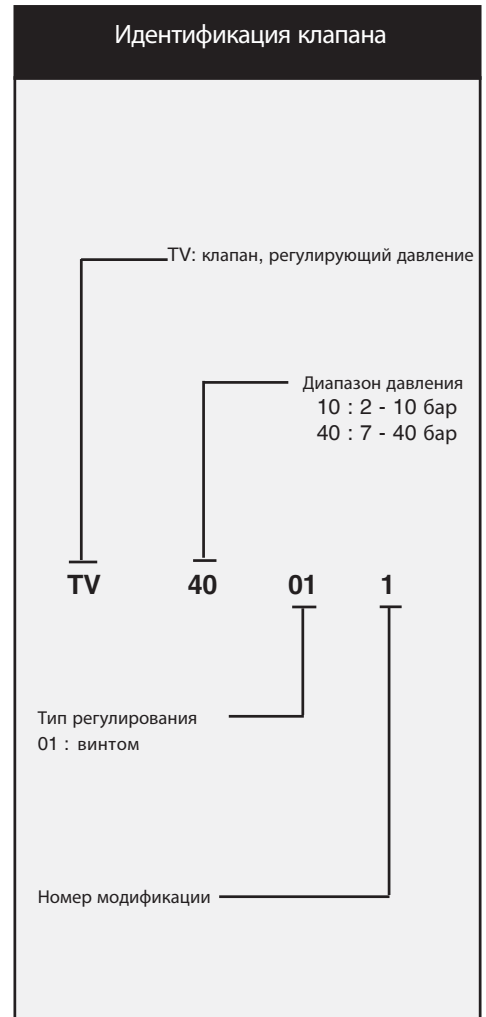 Идентификация клапана
TV: клапан, регулирующий давление
Диапазон давления
10 : 2 - 10 бар
40 : 7 - 40 бар
TV 40 01 1
Тип регулирования
01 : винтом
Номер модификации